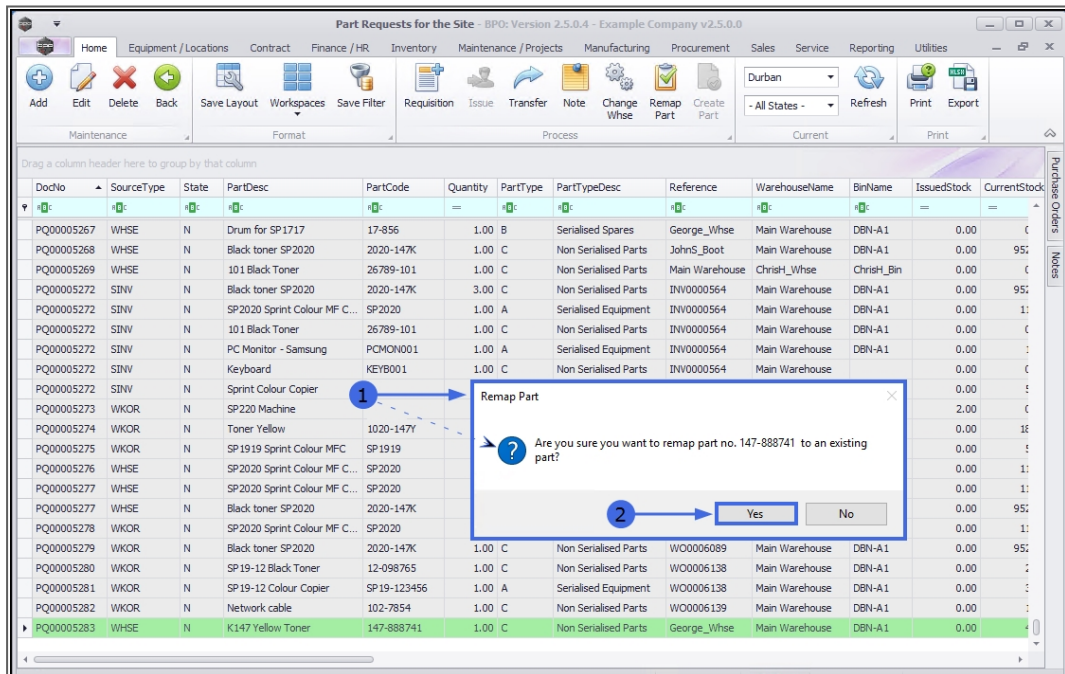 Part Requests for the Site - BPO: Version 2.5.0.4 - Example Company v2.5.0.0
Home Equipment / Locations Contract Finance / HR Inventory Maintenance / Projects Manufacturing Procurement Sales Service Reporting Utilities
Add Edit Delete Back Save Layout Workspaces Save Filter Requisition Issue Transfer Note Change Whse Remap Part Create Part Durban - All States - Refresh Print Export
Maintenance Format Process Current Print
Drag a column header here to group by that column
DocNo SourceType State PartDesc PartCode Quantity PartType PartTypeDesc Reference WarehouseName BinName IssuedStock CurrentStock
PQ00005267 WHSE N Drum for SP1717 17-856 1.00 B Serialised Spares George_Whse Main Warehouse DBN-A1 0.00
PQ00005268 WHSE N Black toner SP2020 2020-147K 1.00 C Non Serialised Parts JohnS_Boot Main Warehouse DBN-A1 0.00 952
PQ00005269 WHSE N 101 Black Toner 26789-101 1.00 C Non Serialised Parts Main Warehouse ChrisH_Whse ChrisH_Bin 0.00
PQ00005272 SINV N Black toner SP2020 2020-147K 3.00 C Non Serialised Parts INV0000564 Main Warehouse DBN-A1 0.00 952
PQ00005272 SINV N SP2020 Sprint Colour MF C... SP2020 1.00 A Serialised Equipment INV0000564 Main Warehouse DBN-A1 0.00
PQ00005272 SINV N 101 Black Toner 26789-101 1.00 C Non Serialised Parts INV0000564 Main Warehouse DBN-A1 0.00
PQ00005272 SINV N PC Monitor - Samsung PCMON001 1.00 A Serialised Equipment INV0000564 Main Warehouse DBN-A1 0.00
PQ00005272 SINV N Keyboard KEYB001 1.00 C Non Serialised Parts INV0000564 Main Warehouse 0.00
PQ00005272 SINV N Sprint Colour Copier 0.00
PQ00005273 WKOR N SP220 Machine 2.00
PQ00005274 WKOR N Toner Yellow 1020-147Y 0.00
PQ00005275 WKOR N SP1919 Sprint Colour MFC SP1919 0.00
PQ00005276 WHSE N SP2020 Sprint Colour MF C... SP2020 0.00
PQ00005277 WHSE N SP2020 Sprint Colour MF C... SP2020 0.00
PQ00005277 WHSE N Black toner SP2020 2020-147K 0.00 952
PQ00005278 WKOR N SP2020 Sprint Colour MF C... SP2020 0.00
PQ00005279 WKOR N Black toner SP2020 2020-147K 1.00 C Non Serialised Parts WO0006089 Main Warehouse DBN-A1 0.00 952
PQ00005280 WKOR N SP19-12 Black Toner 12-098765 1.00 C Non Serialised Parts WO0006138 Main Warehouse DBN-A1 0.00
PQ00005281 WKOR N SP19-12 Colour Copier SP19-123456 1.00 A Serialised Equipment WO0006138 Main Warehouse DBN-A1 0.00
PQ00005282 WKOR N Network cable 102-7854 1.00 C Non Serialised Parts WO0006139 Main Warehouse DBN-A1 0.00
PQ00005283 WHSE N K147 Yellow Toner 147-888741 1.00 C Non Serialised Parts George_Whse Main Warehouse DBN-A1 0.00
1
Remap Part
Are you sure you want to remap part no. 147-888741 to an existing
part?
2
Yes No
Purchase Orders
Notes